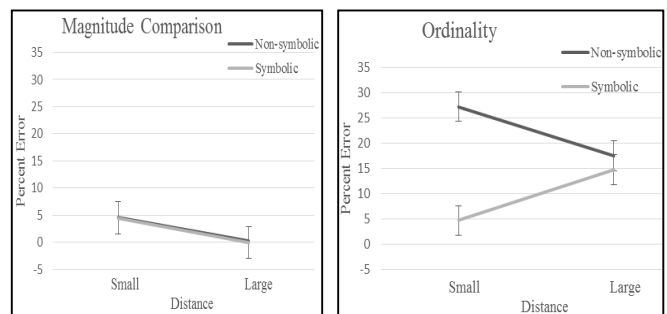 Magnitude Comparison
Non-symbolic
Symbolic
35
30
25
20
15
10
5
0
-5
Percent Error
Small
Large
Distance
Ordinality
Non-symbolic
Symbolic
35
30
25
20
15
10
5
0
-5
Percent Error
Small
Large
Distance